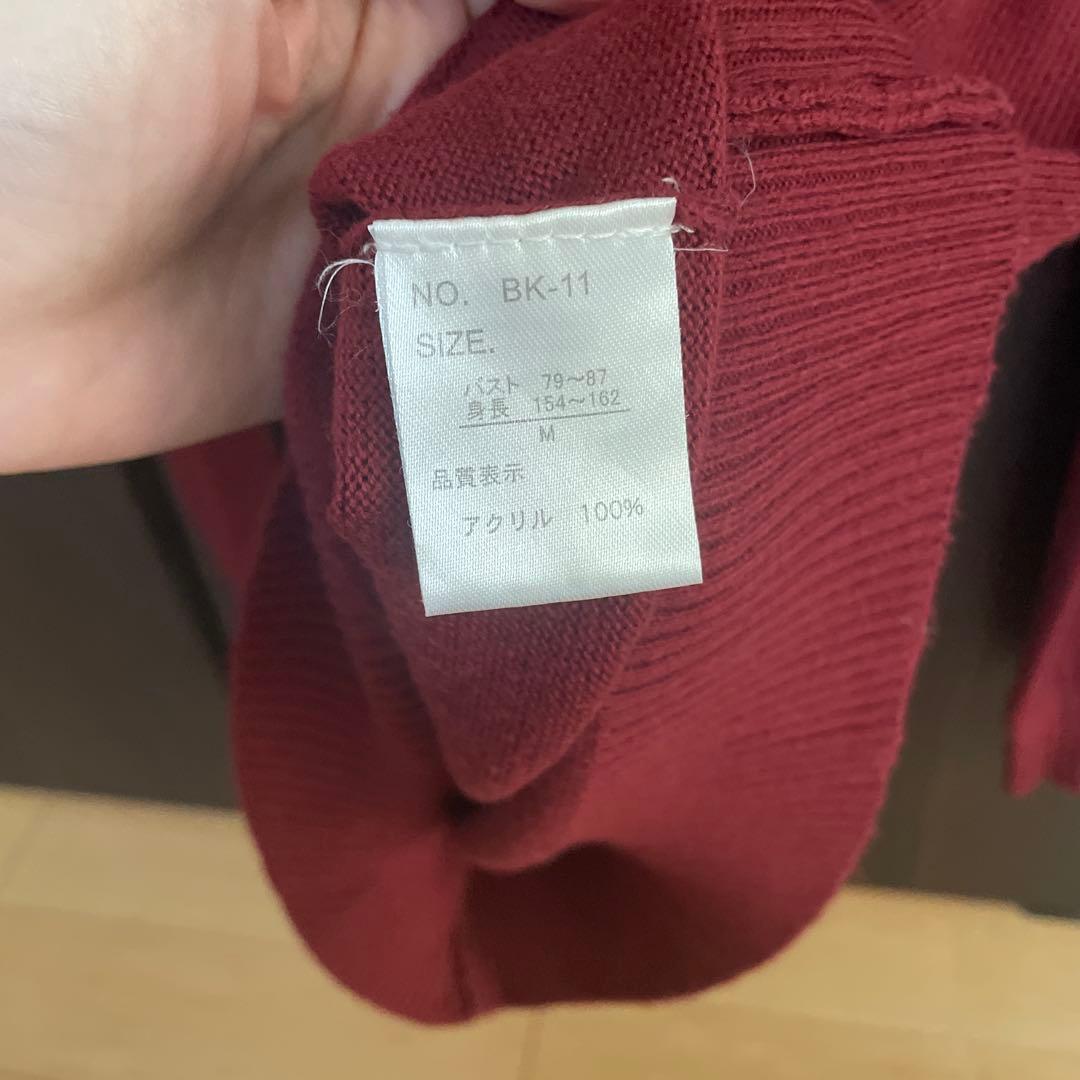 NO. BK-11
SIZE.
バスト 79～87
身長 154～162
M
品質表示
アクリル 100%